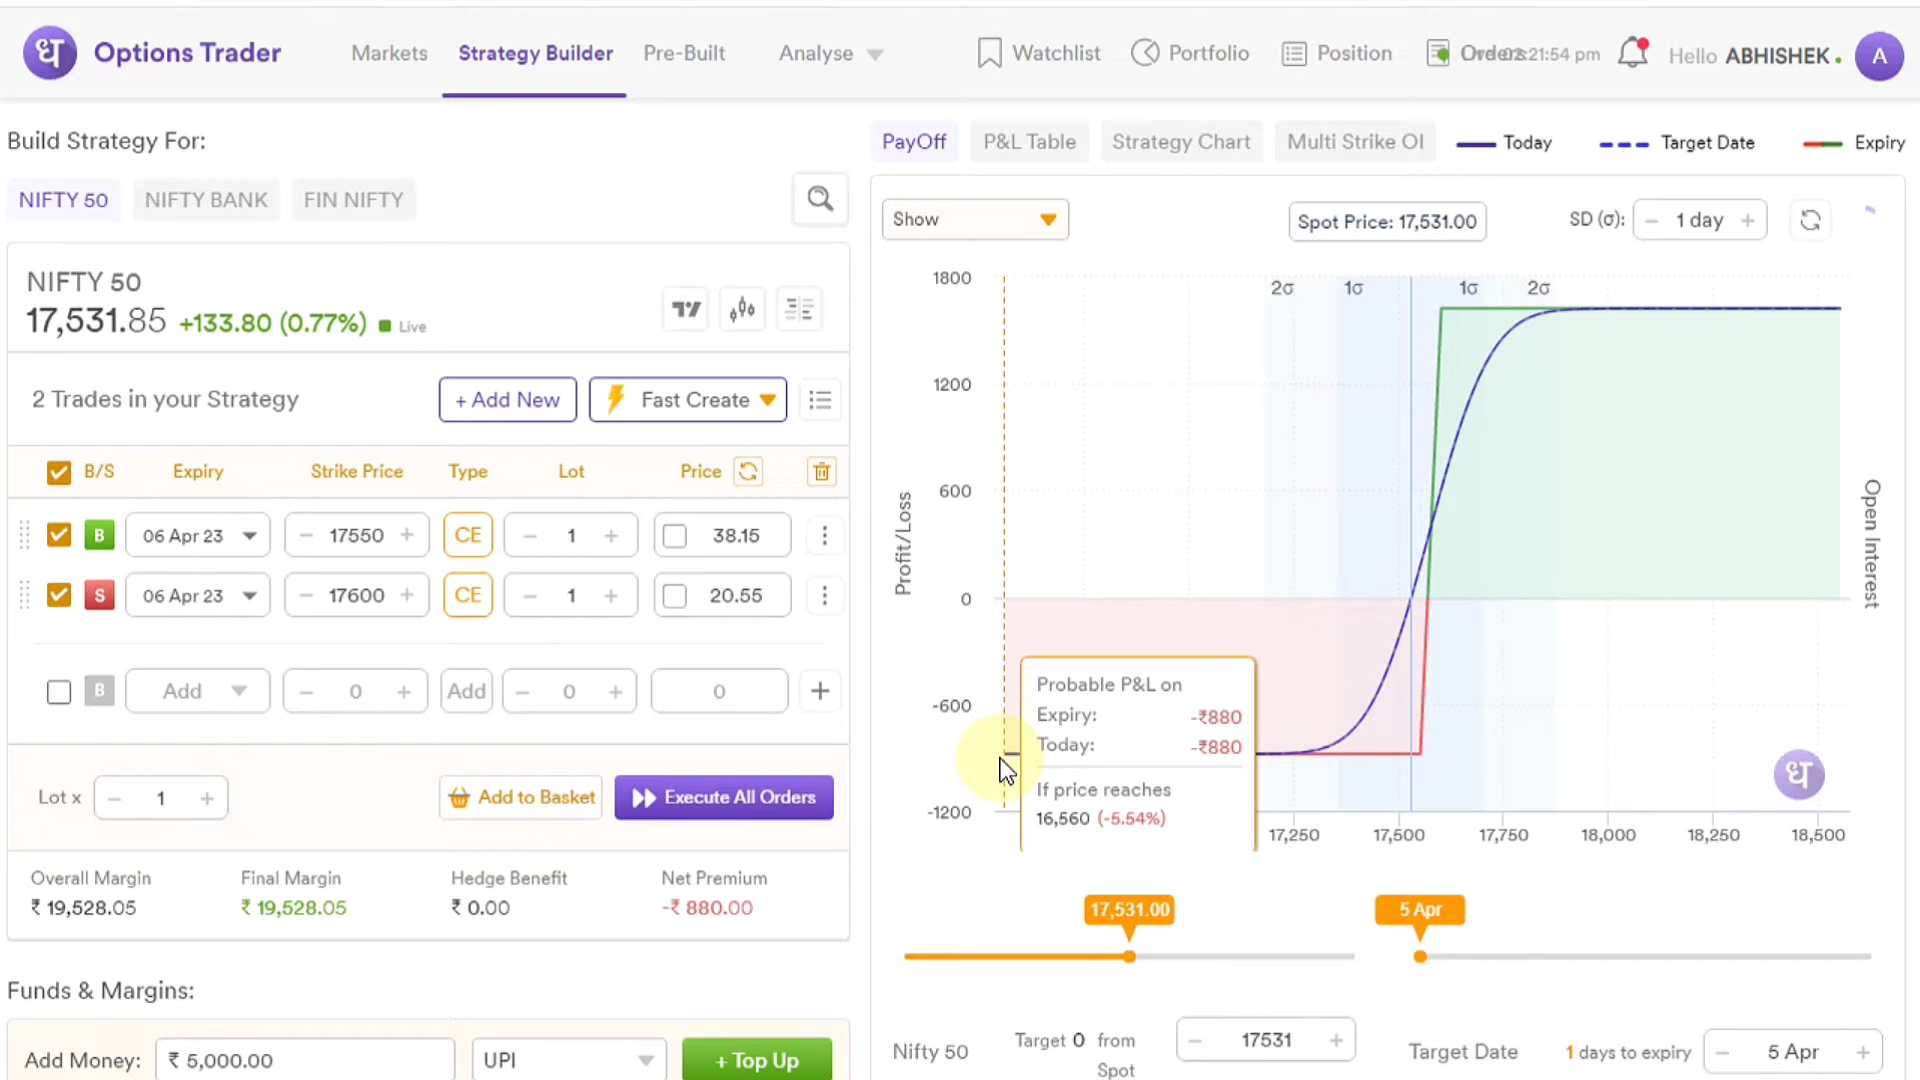 ध Options Trader Markets Strategy Builder Pre-Built Analyse Watchlist Portfolio Position Orders 02:21:54 pm Hello ABHISHEK A
Build Strategy For:
NIFTY 50 NIFTY BANK FIN NIFTY
NIFTY 50
17,531.85 +133.80 (0.77%) Live
2 Trades in your Strategy + Add New Fast Create
B/S Expiry Strike Price Type Lot Price
B 06 Apr 23 − 17550 + CE − 1 + 38.15
S 06 Apr 23 − 17600 + CE − 1 + 20.55
B Add − 0 + Add − 0 + 0 +
Lot x − 1 + Add to Basket Execute All Orders
Overall Margin Final Margin Hedge Benefit Net Premium
₹ 19,528.05 ₹ 19,528.05 ₹ 0.00 -₹ 880.00
Funds & Margins:
Add Money: ₹ 5,000.00 UPI + Top Up
PayOff P&L Table Strategy Chart Multi Strike OI Today Target Date Expiry
Show Spot Price: 17,531.00 SD (σ): − 1 day +
2σ 1σ 1σ 2σ
1800
1200
600
0
-600
-1200
Profit/Loss
Open Interest
Probable P&L on
Expiry: -₹880
Today: -₹880
If price reaches
16,560 (-5.54%)
ध
17,250 17,500 17,750 18,000 18,250 18,500
17,531.00 5 Apr
Nifty 50 Target 0 from Spot − 17531 + Target Date 1 days to expiry − 5 Apr +